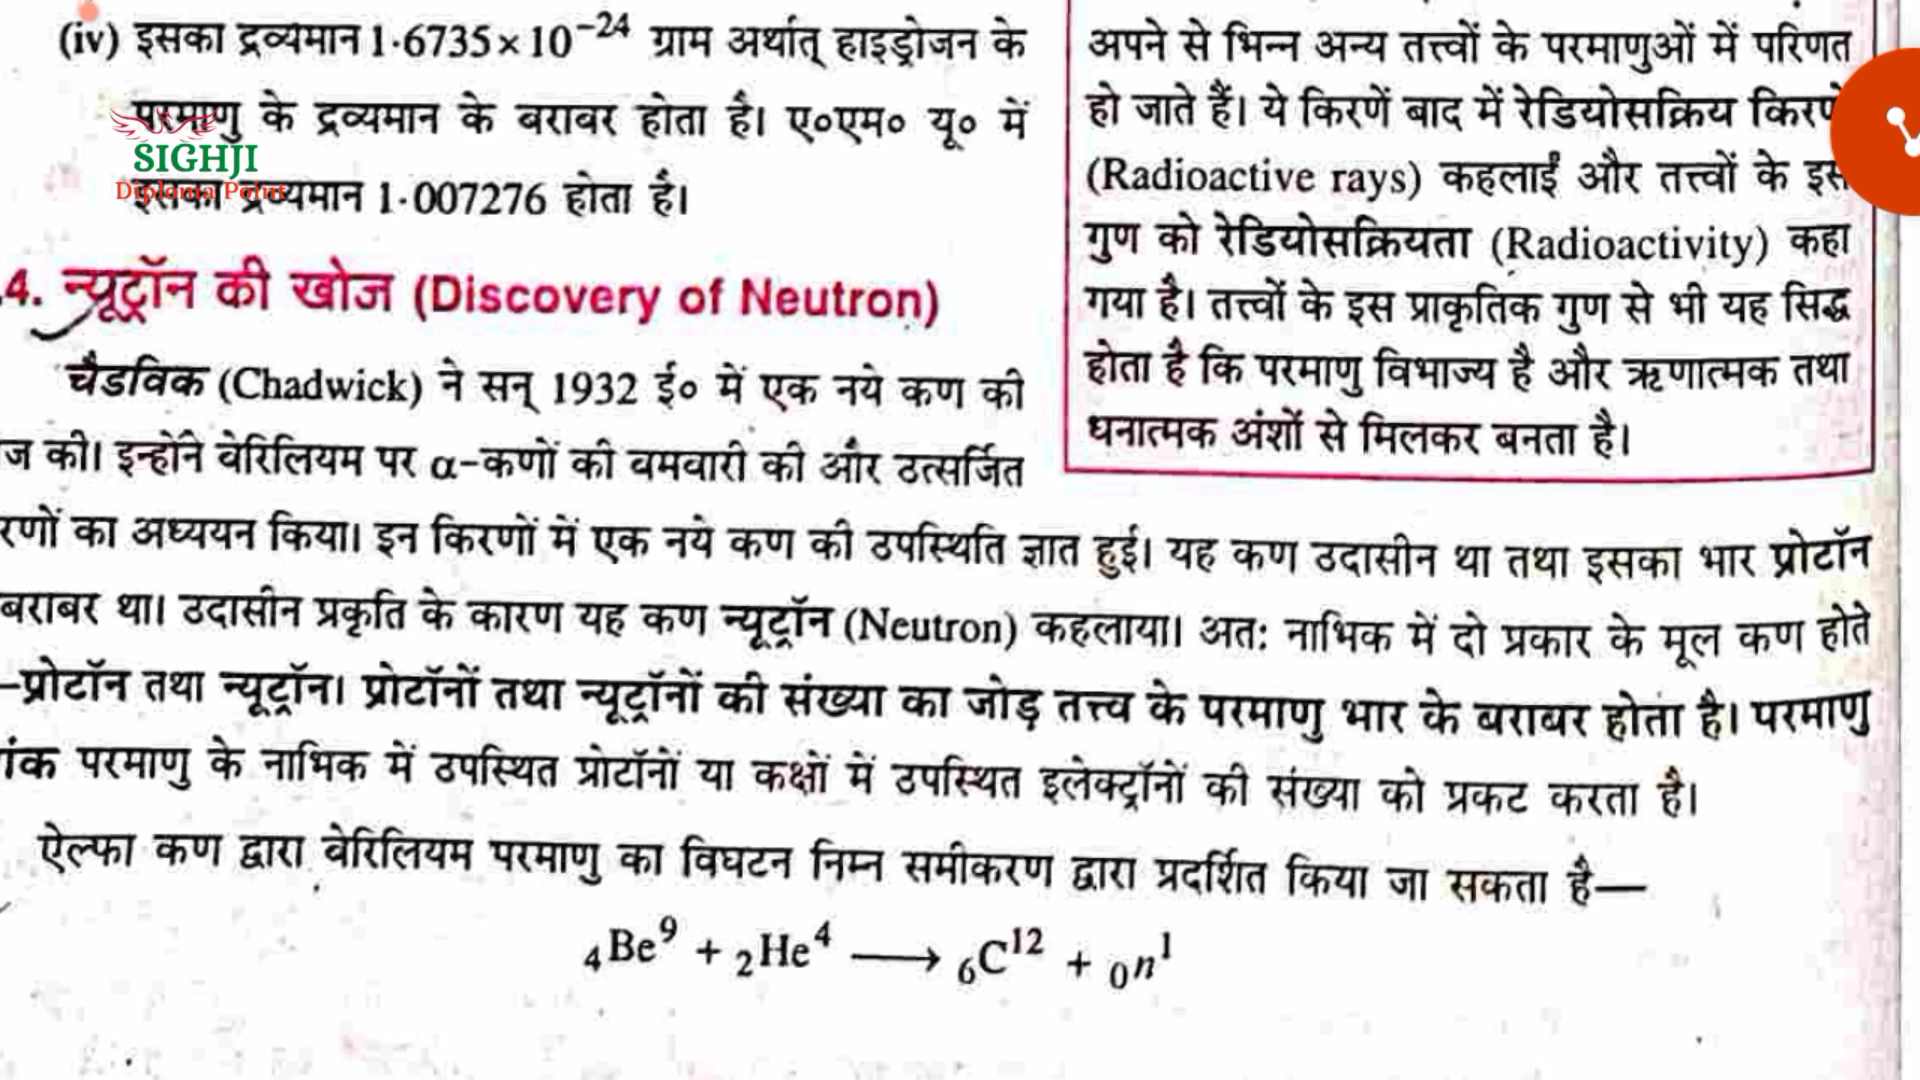 (iv) इसका द्रव्यमान 1·6735×10⁻²⁴ ग्राम अर्थात् हाइड्रोजन के
परमाणु के द्रव्यमान के बराबर होता है। ए०एम० यू० में
SIGHJI
Diploma Point
इसका द्रव्यमान 1·007276 होता है।
.4. न्यूट्रॉन की खोज (Discovery of Neutron)
चैडविक (Chadwick) ने सन् 1932 ई० में एक नये कण की
ज की। इन्होंने बेरिलियम पर α-कणों की बमबारी की और उत्सर्जित
अपने से भिन्न अन्य तत्त्वों के परमाणुओं में परिणत
हो जाते हैं। ये किरणें बाद में रेडियोसक्रिय किरणें
(Radioactive rays) कहलाईं और तत्त्वों के इस
गुण को रेडियोसक्रियता (Radioactivity) कहा
गया है। तत्त्वों के इस प्राकृतिक गुण से भी यह सिद्ध
होता है कि परमाणु विभाज्य है और ऋणात्मक तथा
धनात्मक अंशों से मिलकर बनता है।
रणों का अध्ययन किया। इन किरणों में एक नये कण की उपस्थिति ज्ञात हुई। यह कण उदासीन था तथा इसका भार प्रोटॉन
बराबर था। उदासीन प्रकृति के कारण यह कण न्यूट्रॉन (Neutron) कहलाया। अतः नाभिक में दो प्रकार के मूल कण होते
–प्रोटॉन तथा न्यूट्रॉन। प्रोटॉनों तथा न्यूट्रॉनों की संख्या का जोड़ तत्त्व के परमाणु भार के बराबर होता है। परमाणु
ांक परमाणु के नाभिक में उपस्थित प्रोटॉनों या कक्षों में उपस्थित इलेक्ट्रॉनों की संख्या को प्रकट करता है।
ऐल्फा कण द्वारा बेरिलियम परमाणु का विघटन निम्न समीकरण द्वारा प्रदर्शित किया जा सकता है—
₄Be⁹ + ₂He⁴ ⟶ ₆C¹² + ₀n¹